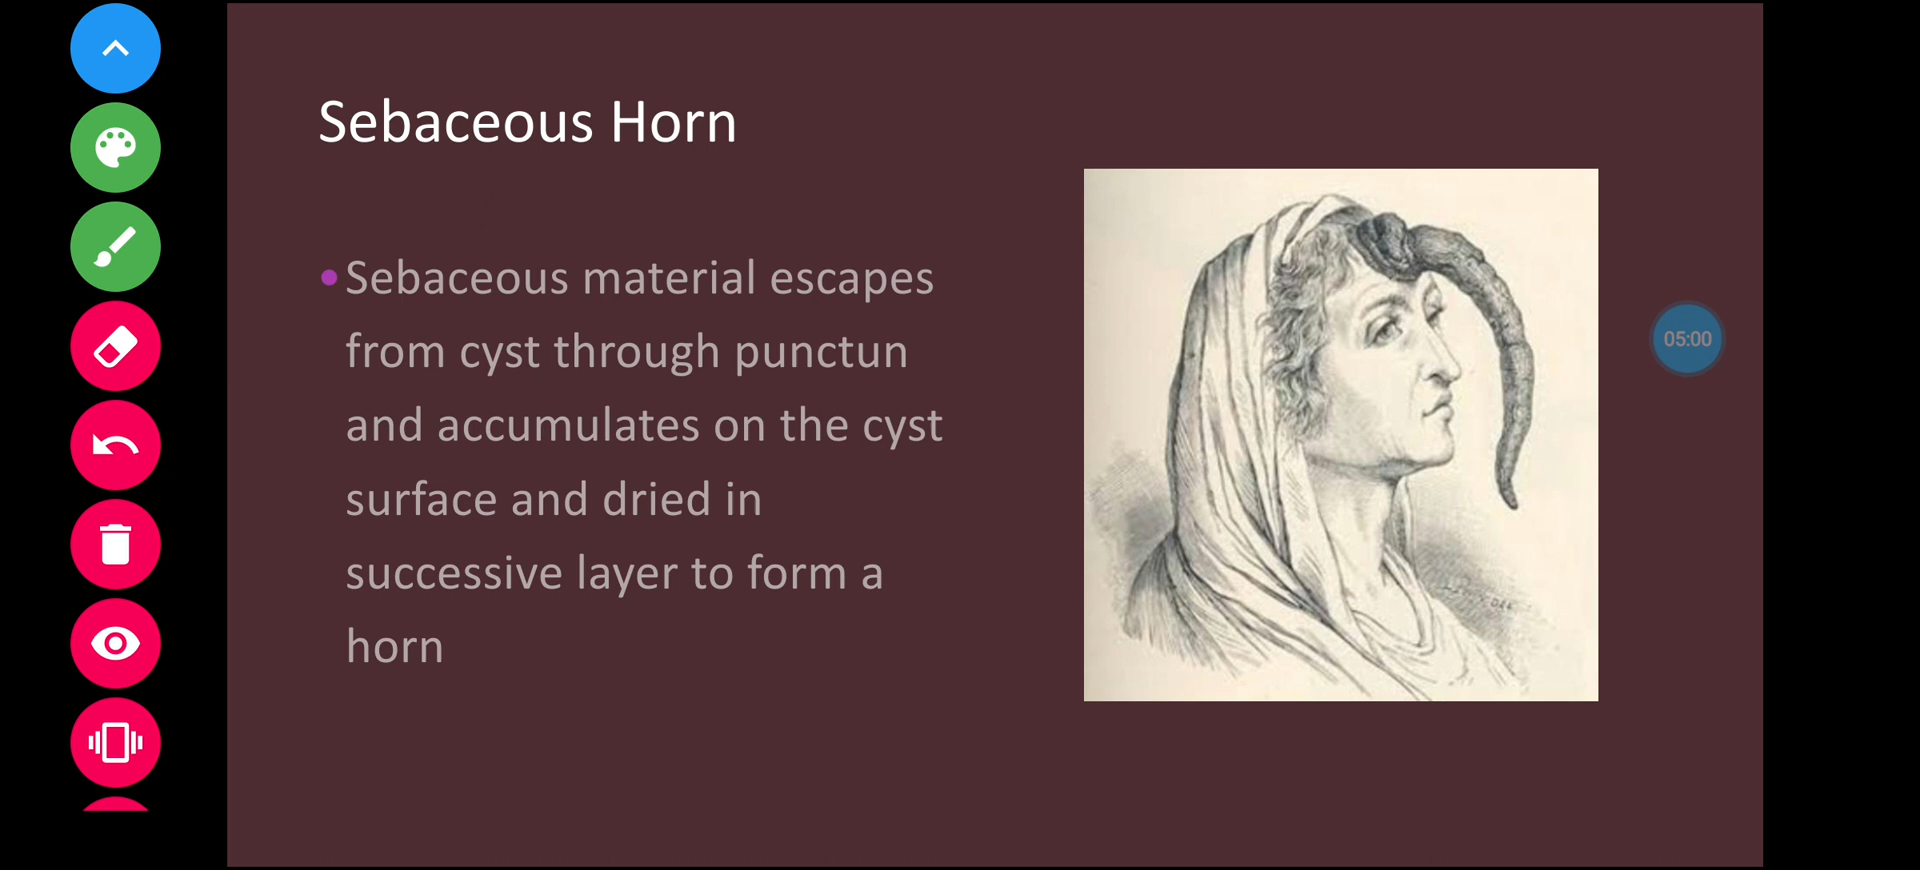 Sebaceous Horn
Sebaceous material escapes
from cyst through punctun
and accumulates on the cyst
surface and dried in
successive layer to form a
horn
05:00